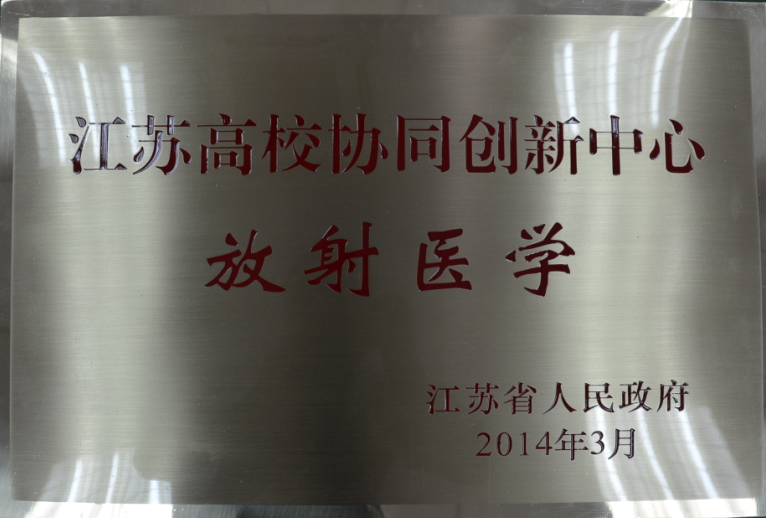 江苏高校协同创新中心
放射医学
江苏省人民政府
2014年3月